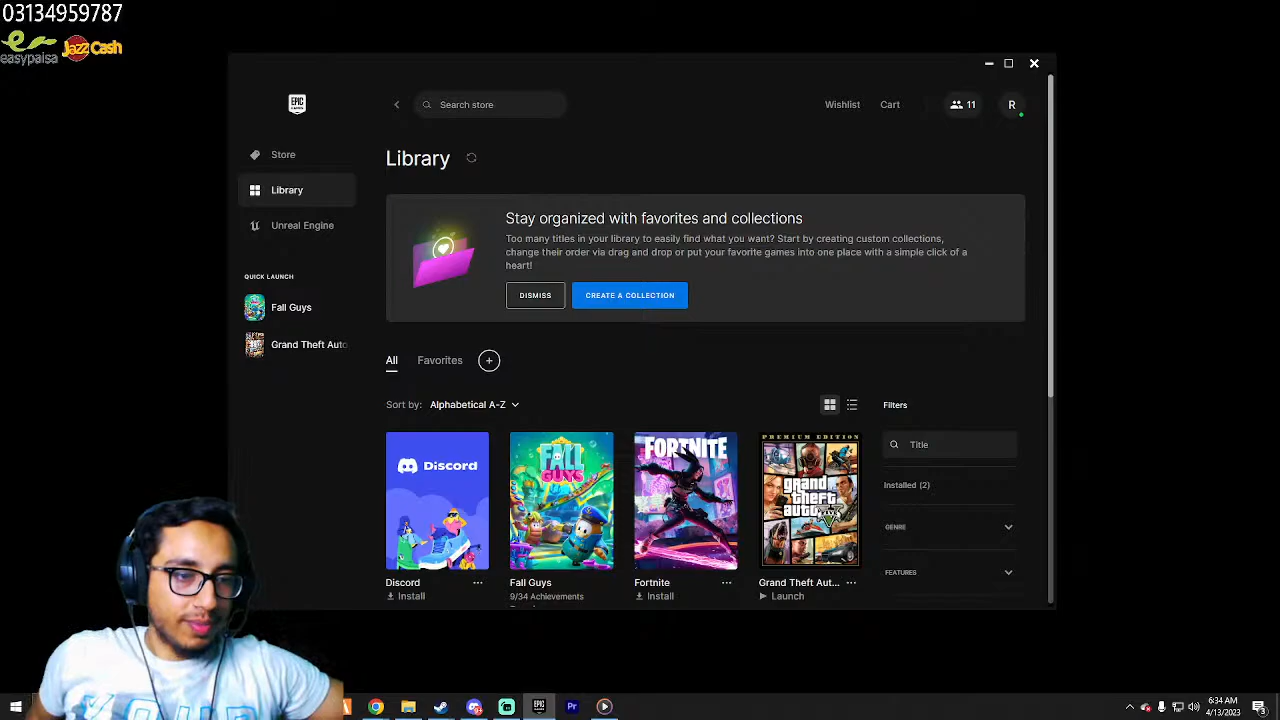 03134959787
easypaisa JazzCash
EPIC GAMES
Search store
Wishlist
Cart
11
R
Store
Library
Unreal Engine
QUICK LAUNCH
Fall Guys
Grand Theft Auto
Library
Stay organized with favorites and collections
Too many titles in your library to easily find what you want? Start by creating custom collections,
change their order via drag and drop or put your favorite games into one place with a simple click of a
heart!
DISMISS
CREATE A COLLECTION
All
Favorites
Sort by: Alphabetical A-Z
Filters
Title
Installed (2)
GENRE
FEATURES
Discord
FALL GUYS
FORTNITE
PREMIUM EDITION
grand theft auto V
Discord
Install
Fall Guys
9/34 Achievements
Fortnite
Install
Grand Theft Aut...
Launch
Pr
6:34 AM
4/13/2023